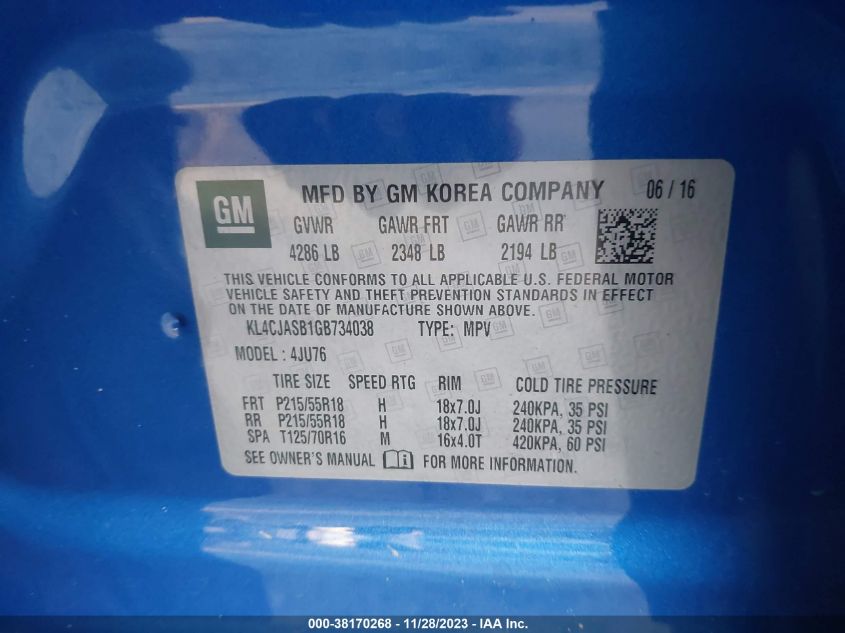 GM
MFD BY GM KOREA COMPANY 06 / 16
GVWR GAWR FRT GAWR RR
4286 LB 2348 LB 2194 LB
THIS VEHICLE CONFORMS TO ALL APPLICABLE U.S. FEDERAL MOTOR
VEHICLE SAFETY AND THEFT PREVENTION STANDARDS IN EFFECT
ON THE DATE OF MANUFACTURE SHOWN ABOVE.
KL4CJASB1GB734038 TYPE: MPV
MODEL: 4JU76
TIRE SIZE SPEED RTG RIM COLD TIRE PRESSURE
FRT P215/55R18 H 18x7.0J 240KPA, 35 PSI
RR P215/55R18 H 18x7.0J 240KPA, 35 PSI
SPA T125/70R16 M 16x4.0T 420KPA, 60 PSI
SEE OWNER'S MANUAL FOR MORE INFORMATION.
000-38170268 - 11/28/2023 - IAA Inc.